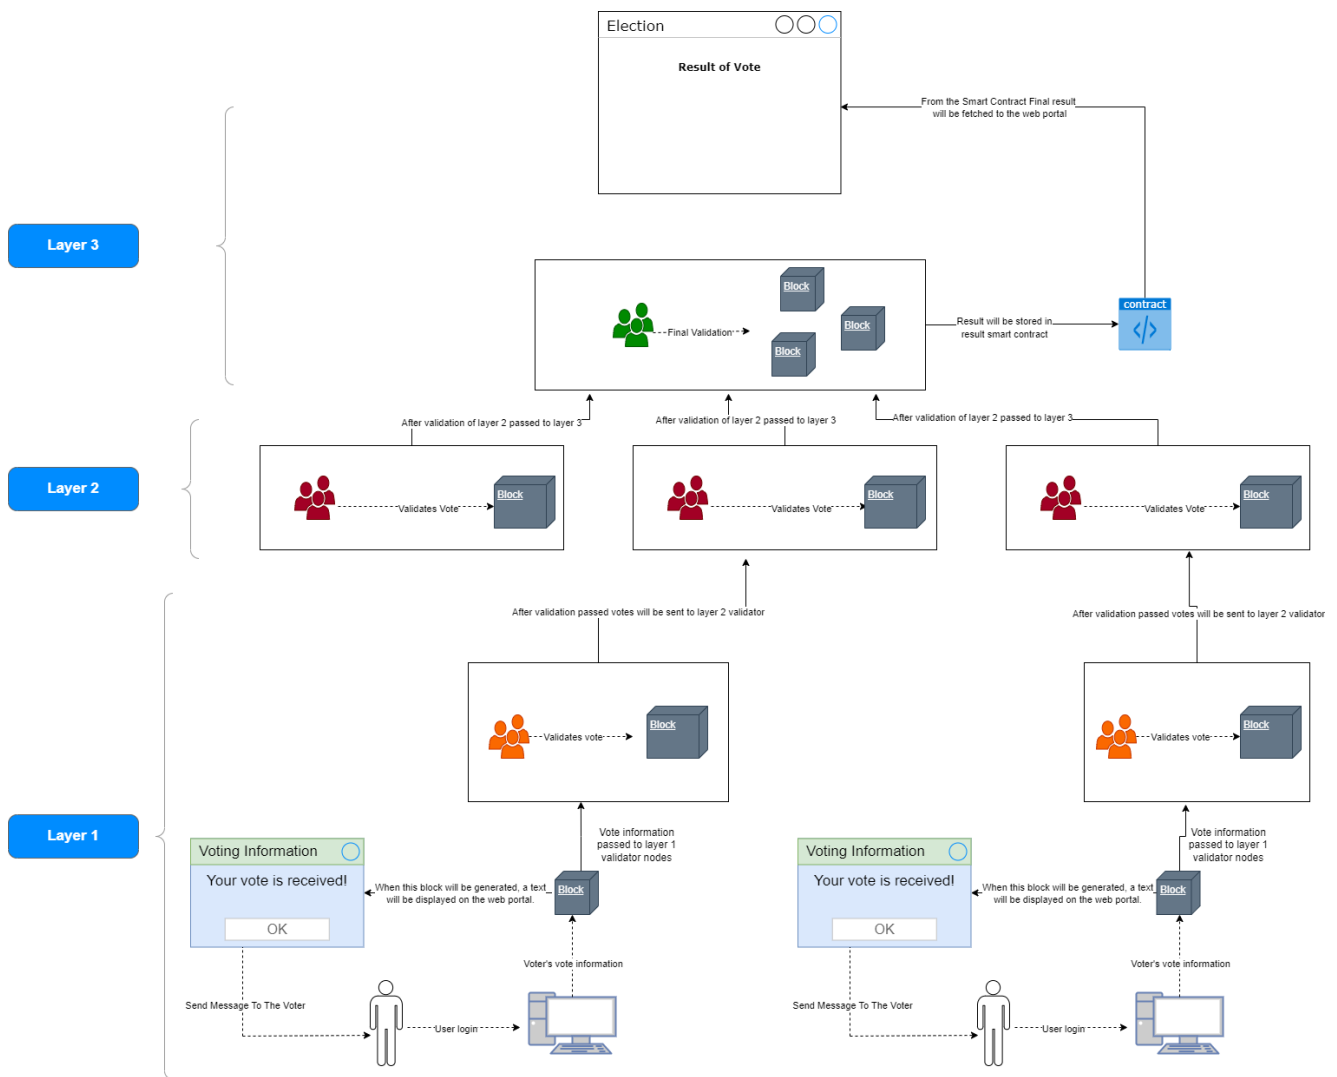 Election
Result of Vote
From the Smart Contract Final result
will be fetched to the web portal
Layer 3
Block
contract
Block
Final Validation
Result will be stored in
result smart contract
Block
After validation of layer 2 passed to layer 3
After validation of layer 2 passed to layer 3
After validation of layer 2 passed to layer 3
Layer 2
Block
Validates Vote
Block
Validates Vote
Block
Validates Vote
After validation passed votes will be sent to layer 2 validator
After validation passed votes will be sent to layer 2 validator
Block
Validates vote
Block
Validates vote
Layer 1
Vote information
passed to layer 1
validator nodes
Vote information
passed to layer 1
validator nodes
Voting Information
Your vote is received!
OK
When this block will be generated, a text
will be displayed on the web portal.
Block
Voting Information
Your vote is received!
OK
When this block will be generated, a text
will be displayed on the web portal.
Block
Voter's vote information
Voter's vote information
Send Message To The Voter
User login
Send Message To The Voter
User login